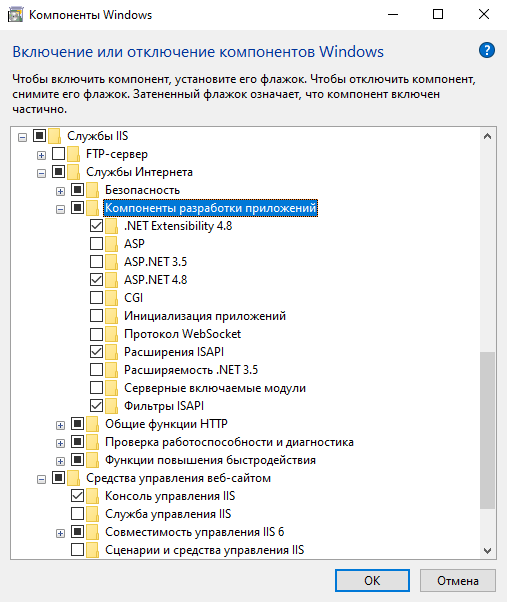 Компоненты Windows
Включение или отключение компонентов Windows
?
Чтобы включить компонент, установите его флажок. Чтобы отключить компонент,
снимите его флажок. Затененный флажок означает, что компонент включен
частично.
Службы IIS
FTP-сервер
Службы Интернета
Безопасность
Компоненты разработки приложений
.NET Extensibility 4.8
ASP
ASP.NET 3.5
ASP.NET 4.8
CGI
Инициализация приложений
Протокол WebSocket
Расширения ISAPI
Расширяемость .NET 3.5
Серверные включаемые модули
Фильтры ISAPI
Общие функции HTTP
Проверка работоспособности и диагностика
Функции повышения быстродействия
Средства управления веб-сайтом
Консоль управления IIS
Служба управления IIS
Совместимость управления IIS 6
Сценарии и средства управления IIS
OK
Отмена